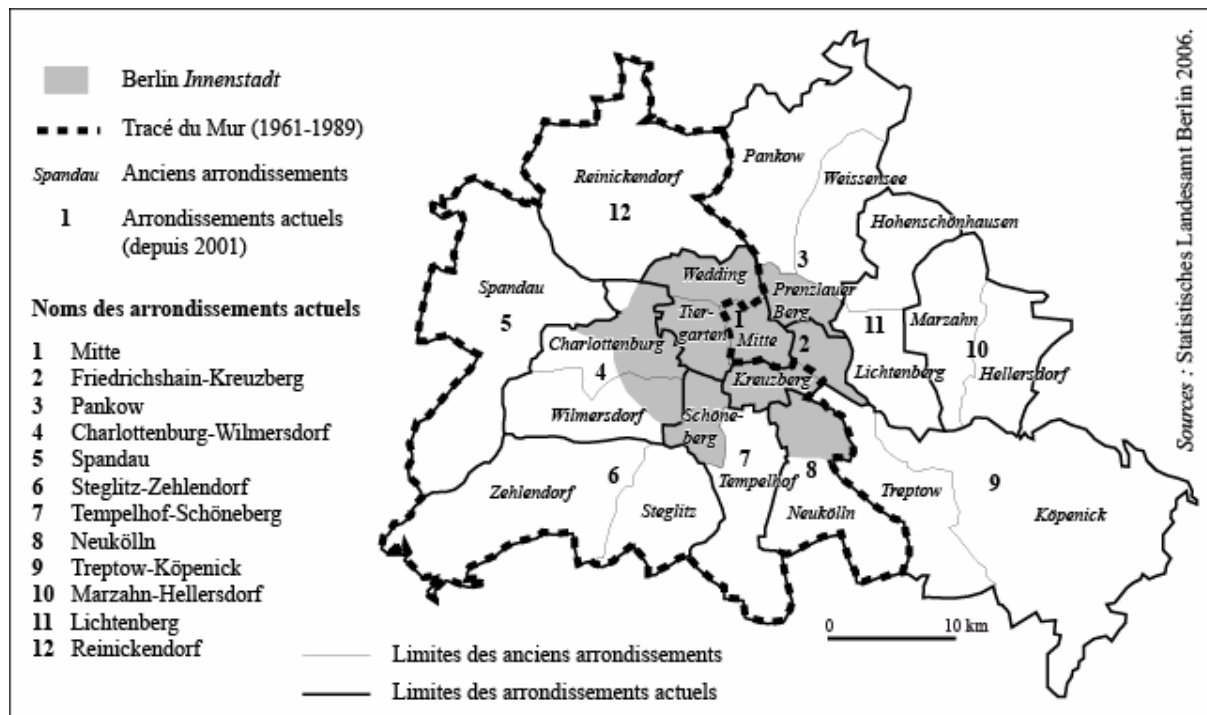 Berlin Innenstadt
Tracé du Mur (1961-1989)
Spandau Anciens arrondissements
1 Arrondissements actuels
(depuis 2001)
Noms des arrondissements actuels
1 Mitte
2 Friedrichshain-Kreuzberg
3 Pankow
4 Charlottenburg-Wilmersdorf
5 Spandau
6 Steglitz-Zehlendorf
7 Tempelhof-Schöneberg
8 Neukölln
9 Treptow-Köpenick
10 Marzahn-Hellersdorf
11 Lichtenberg
12 Reinickendorf
Pankow
Weissensee
Reinickendorf
12
Hohenschönhausen
3
Wedding
Spandau
5
Prenzlauer
Berg
Tier-
garten
1
Mitte
11
Marzahn
Charlottenburg
4
2
10
Lichtenberg
Hellersdorf
Kreuzberg
Wilmersdorf
Schöne-
berg
7
6
8
9
Zehlendorf
Tempelhof
Treptow
Steglitz
Neukölln
Köpenick
0 10 km
Limites des anciens arrondissements
Limites des arrondissements actuels
Sources : Statistisches Landesamt Berlin 2006.